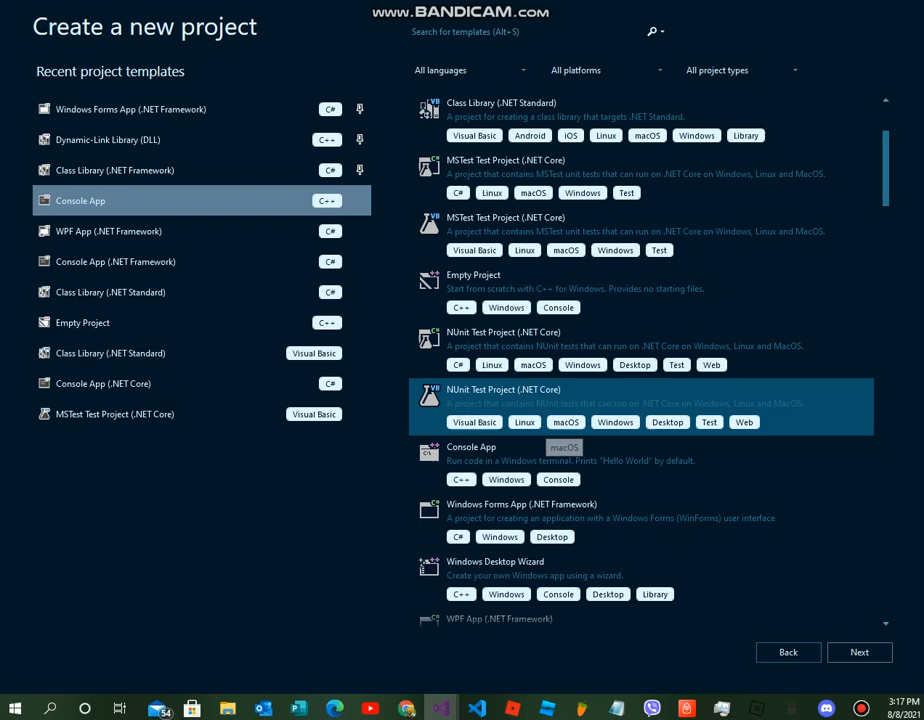 WWW.BANDICAM.COM
Create a new project
Search for templates (Alt+S)
Recent project templates
All languages
All platforms
All project types
Windows Forms App (.NET Framework) C#
Dynamic-Link Library (DLL) C++
Class Library (.NET Framework) C#
Console App C++
WPF App (.NET Framework) C#
Console App (.NET Framework) C#
Class Library (.NET Standard) C#
Empty Project C++
Class Library (.NET Standard) Visual Basic
Console App (.NET Core) C#
MSTest Test Project (.NET Core) Visual Basic
VB
Class Library (.NET Standard)
A project for creating a class library that targets .NET Standard.
Visual Basic Android iOS Linux macOS Windows Library
C#
MSTest Test Project (.NET Core)
A project that contains MSTest unit tests that can run on .NET Core on Windows, Linux and MacOS.
C# Linux macOS Windows Test
VB
MSTest Test Project (.NET Core)
A project that contains MSTest unit tests that can run on .NET Core on Windows, Linux and MacOS.
Visual Basic Linux macOS Windows Test
Empty Project
Start from scratch with C++ for Windows. Provides no starting files.
C++ Windows Console
C#
NUnit Test Project (.NET Core)
A project that contains NUnit tests that can run on .NET Core on Windows, Linux and MacOS.
C# Linux macOS Windows Desktop Test Web
VB
NUnit Test Project (.NET Core)
A project that contains NUnit tests that can run on .NET Core on Windows, Linux and MacOS.
Visual Basic Linux macOS Windows Desktop Test Web
Console App
macOS
Run code in a Windows terminal. Prints "Hello World" by default.
C++ Windows Console
C#
Windows Forms App (.NET Framework)
A project for creating an application with a Windows Forms (WinForms) user interface
C# Windows Desktop
Windows Desktop Wizard
Create your own Windows app using a wizard.
C++ Windows Console Desktop Library
C#
WPF App (.NET Framework)
Back
Next
54
3:17 PM
8/8/2021